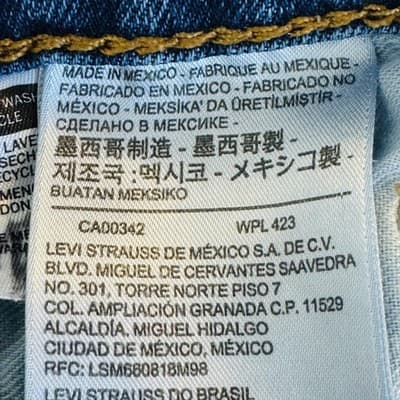 MADE IN MEXICO - FABRIQUE AU MEXIQUE -
FABRICADO EN MEXICO - FABRICADO NO
MÉXICO - MEKSİKA' DA ÜRETİLMİŞTİR -
СДЕЛАНО В МЕКСИКЕ -
墨西哥制造 - 墨西哥製 -
제조국 :멕시코 - メキシコ製 -
BUATAN MEKSIKO
CA00342 WPL 423
LEVI STRAUSS DE MÉXICO S.A. DE C.V.
BLVD. MIGUEL DE CERVANTES SAAVEDRA
NO. 301, TORRE NORTE PISO 7
COL. AMPLIACIÓN GRANADA C.P. 11529
ALCALDÍA. MIGUEL HIDALGO
CIUDAD DE MÉXICO, MÉXICO
RFC: LSM660818M98
LEVI STRAUSS DO BRASIL
WASH
CLE
LAVE